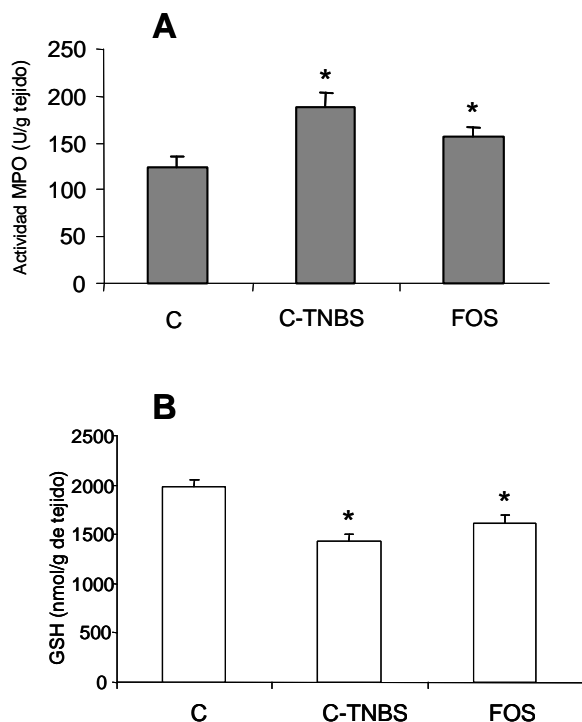 A
250
200
150
100
50
0
Actividad MPO (U/g tejido)
*
*
C
C-TNBS
FOS
B
2500
2000
1500
1000
500
0
GSH (nmol/g de tejido)
*
*
C
C-TNBS
FOS